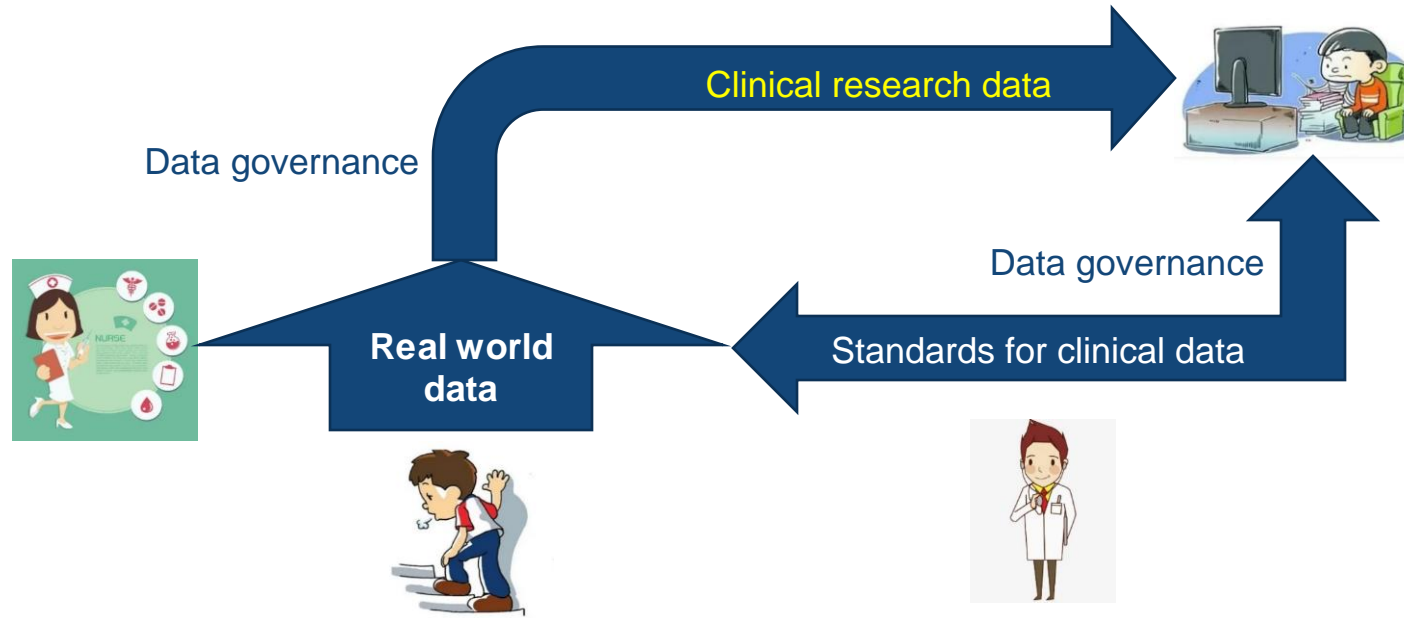 Clinical research data
Data governance
Data governance
NURSE
Real world
data
Standards for clinical data